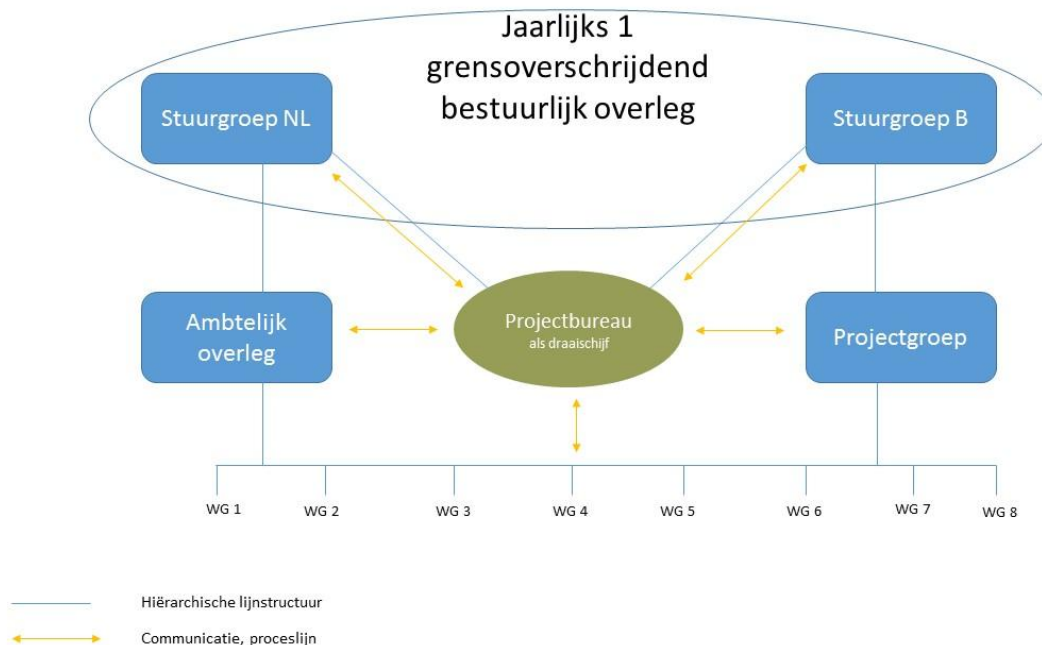 Jaarlijks 1
grensoverschrijdend
bestuurlijk overleg
Stuurgroep NL
Stuurgroep B
Ambtelijk
overleg
Projectbureau
als draaischijf
Projectgroep
WG 1
WG 2
WG 3
WG 4
WG 5
WG 6
WG 7
WG 8
Hiërarchische lijnstructuur
Communicatie, proceslijn